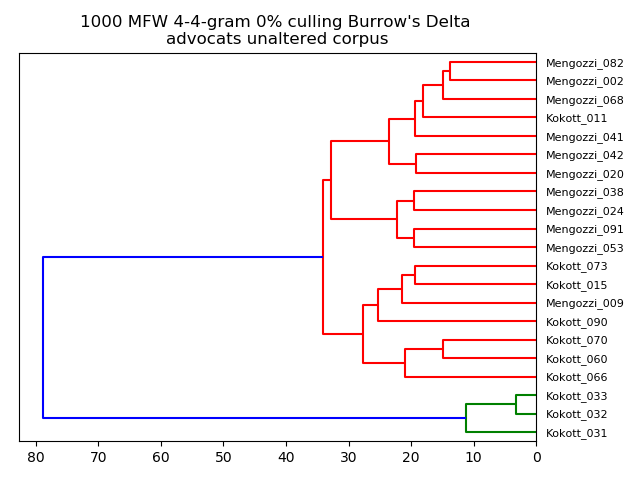 1000 MFW 4-4-gram 0% culling Burrow's Delta
advocats unaltered corpus
Mengozzi_082
Mengozzi_002
Mengozzi_068
Kokott_011
Mengozzi_041
Mengozzi_042
Mengozzi_020
Mengozzi_038
Mengozzi_024
Mengozzi_091
Mengozzi_053
Kokott_073
Kokott_015
Mengozzi_009
Kokott_090
Kokott_070
Kokott_060
Kokott_066
Kokott_033
Kokott_032
Kokott_031
80 70 60 50 40 30 20 10 0